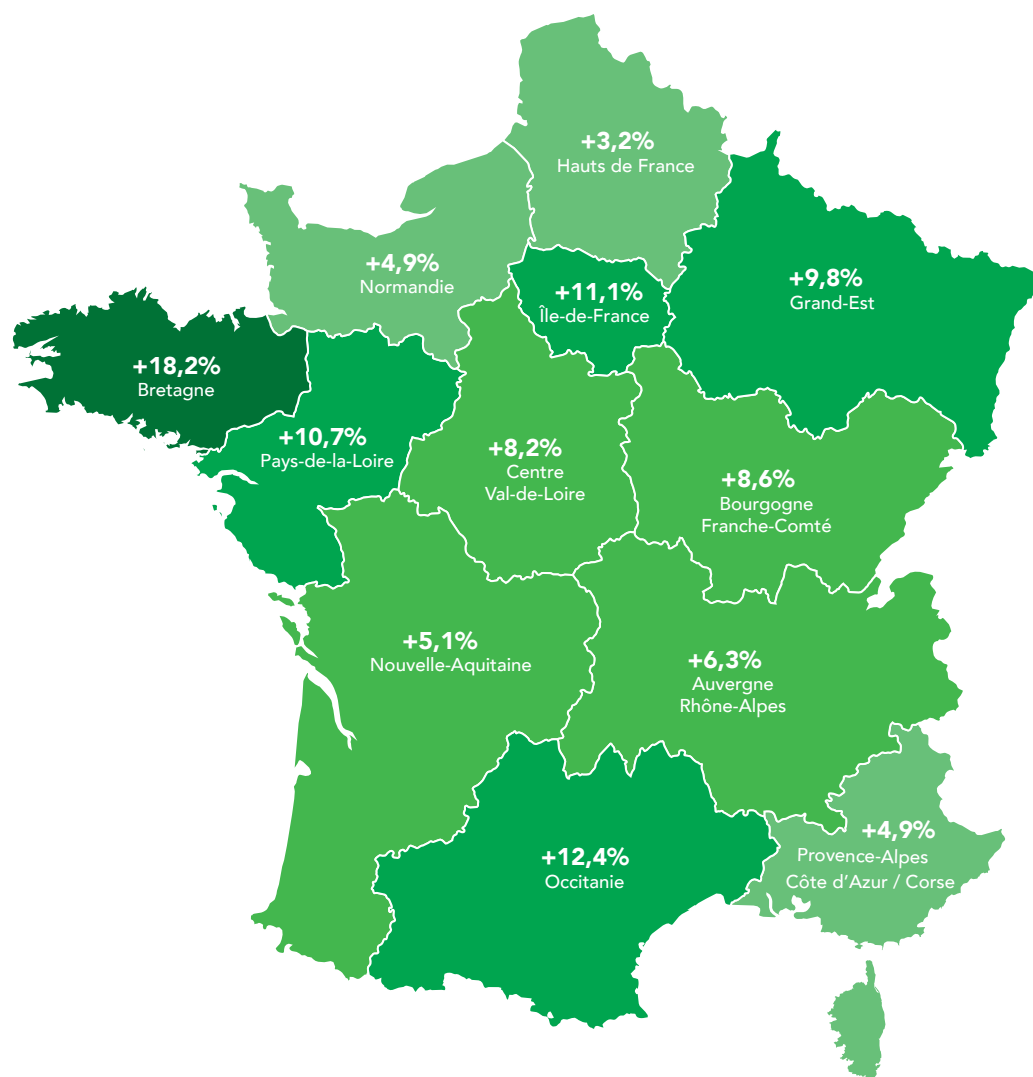 +3,2%
Hauts de France
+4,9%
Normandie
+11,1%
Île-de-France
+9,8%
Grand-Est
+18,2%
Bretagne
+10,7%
Pays-de-la-Loire
+8,2%
Centre
Val-de-Loire
+8,6%
Bourgogne
Franche-Comté
+5,1%
Nouvelle-Aquitaine
+6,3%
Auvergne
Rhône-Alpes
+12,4%
Occitanie
+4,9%
Provence-Alpes
Côte d'Azur / Corse